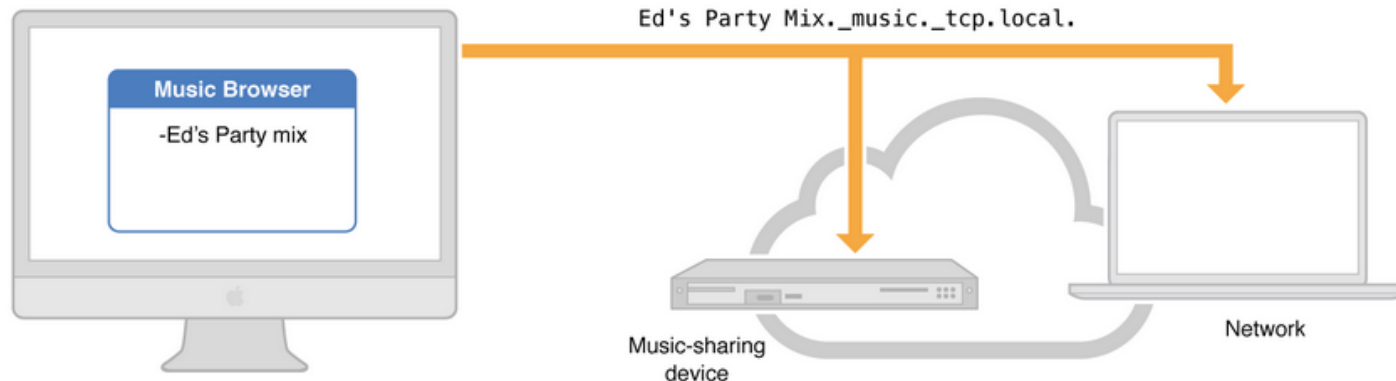 Ed's Party Mix._music._tcp.local.
Music Browser
-Ed’s Party mix
Music-sharing
device
Network